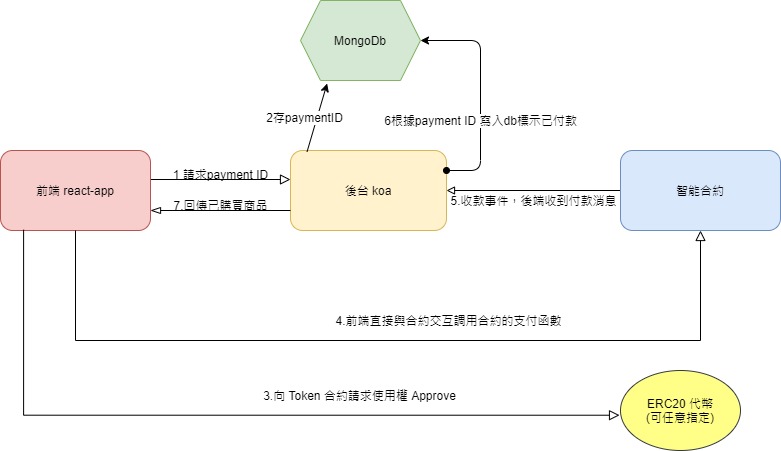 MongoDb
2存paymentID
6根據payment ID 寫入db標示已付款
前端 react-app
1 請求payment ID
後台 koa
智能合約
7.回傳已購買商品
5.收款事件，後端收到付款消息
4.前端直接與合約交互調用合約的支付函數
3.向 Token 合約請求使用權 Approve
ERC20 代幣
(可任意指定)